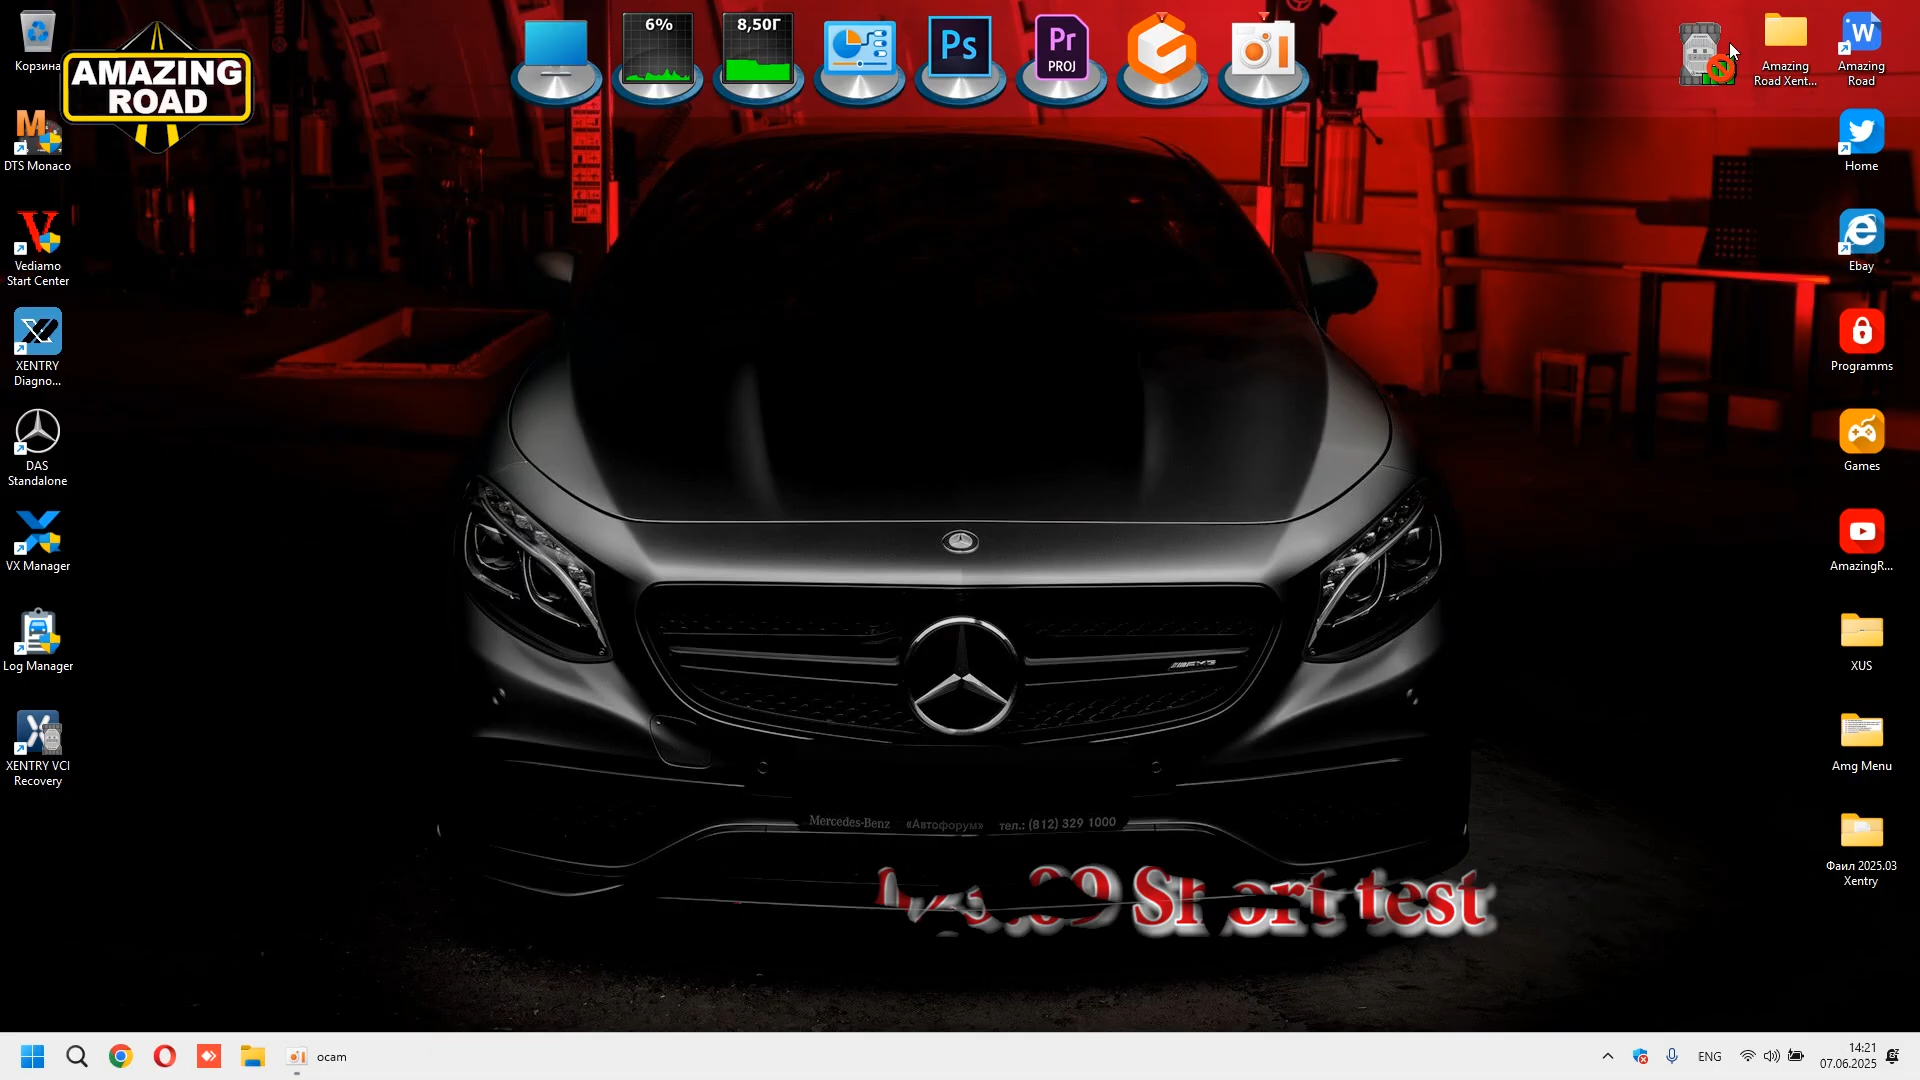 Корзина
AMAZING
ROAD
DTS Monaco
Vediamo
Start Center
XENTRY
Diagno...
DAS
Standalone
VX Manager
Log Manager
XENTRY VCI
Recovery
6%
8,50Г
Ps
Pr
PROJ
Amazing
Road Xent...
Amazing
Road
Home
Ebay
Programms
Games
AmazingR...
XUS
Amg Menu
Фаил 2025.03
Xentry
Mercedes-Benz «Автофорум» тел.: (812) 329 1000
test
ocam
ENG
14:21
07.06.2025